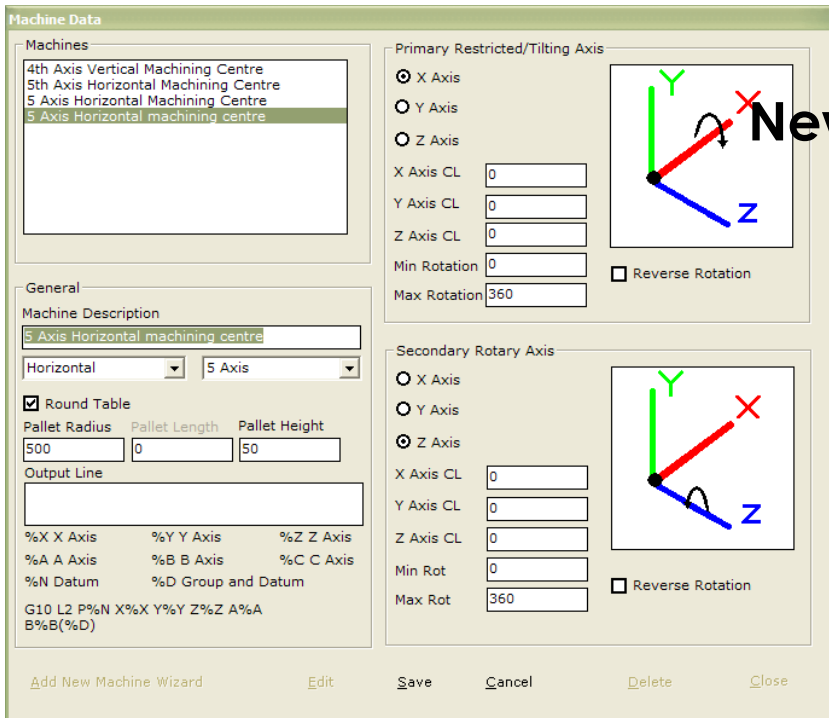 Machine Data
Machines
4th Axis Vertical Machining Centre
5th Axis Horizontal Machining Centre
5 Axis Horizontal Machining Centre
5 Axis Horizontal machining centre
General
Machine Description
5 Axis Horizontal machining centre
Horizontal 5 Axis
Round Table
Pallet Radius Pallet Length Pallet Height
500 0 50
Output Line
%X X Axis %Y Y Axis %Z Z Axis
%A A Axis %B B Axis %C C Axis
%N Datum %D Group and Datum
G10 L2 P%N X%X Y%Y Z%Z A%A
B%B(%D)
Primary Restricted/Tilting Axis
X Axis
Y Axis
Z Axis
X Axis CL 0
Y Axis CL 0
Z Axis CL 0
Min Rotation 0
Max Rotation 360
Y
X
Z
New
Reverse Rotation
Secondary Rotary Axis
X Axis
Y Axis
Z Axis
X Axis CL 0
Y Axis CL 0
Z Axis CL 0
Min Rot 0
Max Rot 360
Y
X
Z
Reverse Rotation
Add New Machine Wizard Edit Save Cancel Delete Close